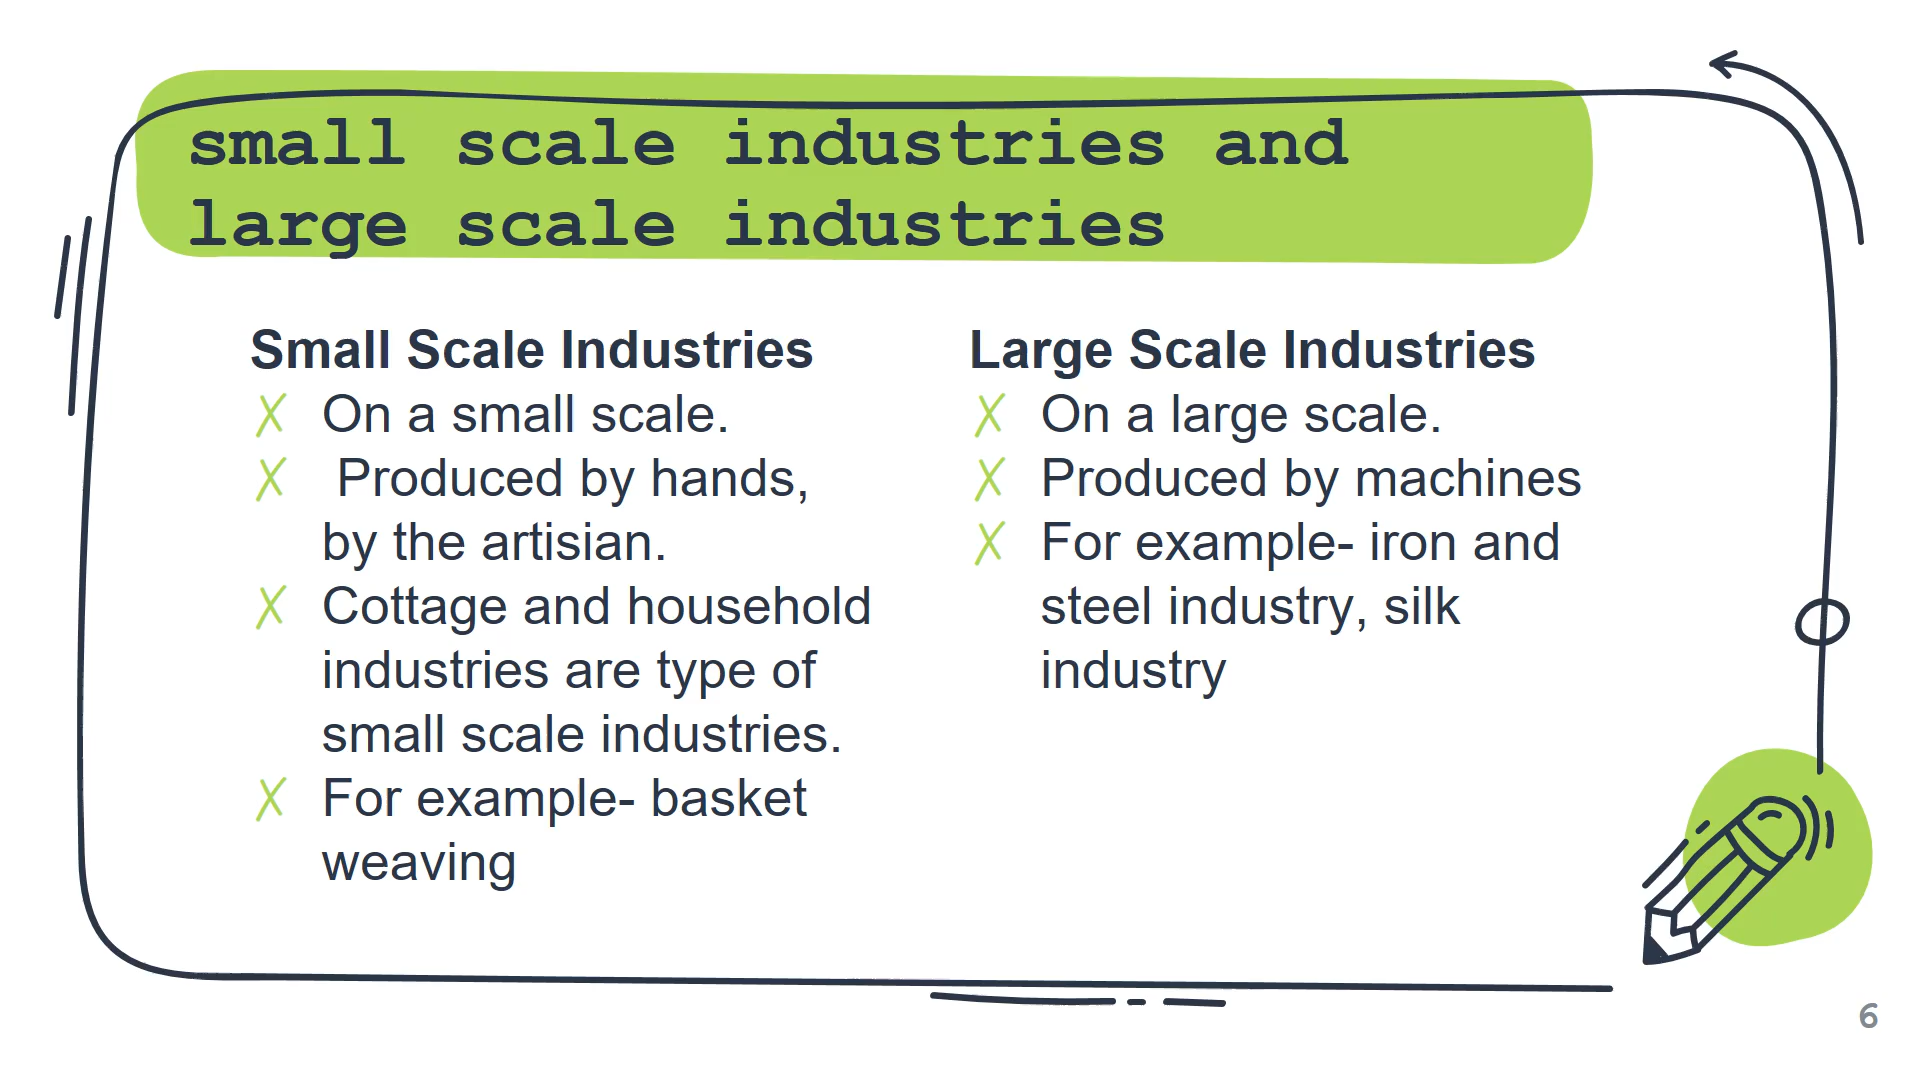 small scale industries and
large scale industries
Small Scale Industries
On a small scale.
Produced by hands,
by the artisian.
Cottage and household
industries are type of
small scale industries.
For example- basket
weaving
Large Scale Industries
On a large scale.
Produced by machines
For example- iron and
steel industry, silk
industry
6